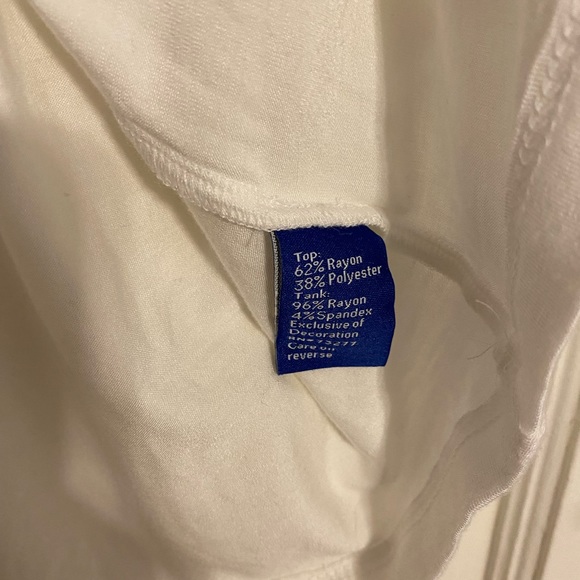 Top:
62% Rayon
38% Polyester
Tank:
96% Rayon
4% Spandex
Exclusive of
Decoration
Care on
reverse